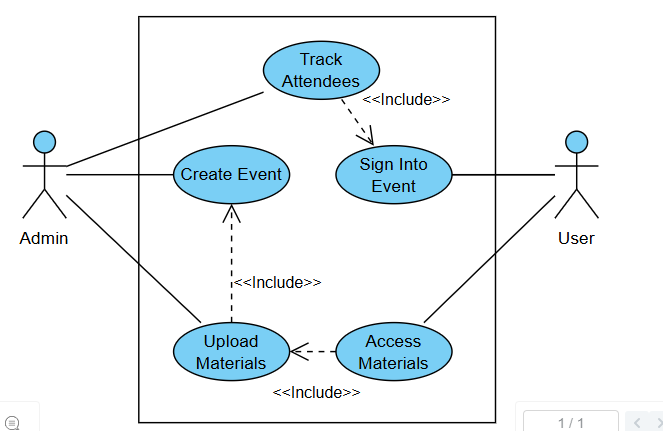 Track
Attendees
<<Include>>
Create Event
Sign Into
Event
Admin
User
<<Include>>
Upload
Materials
Access
Materials
<<Include>>
1 / 1